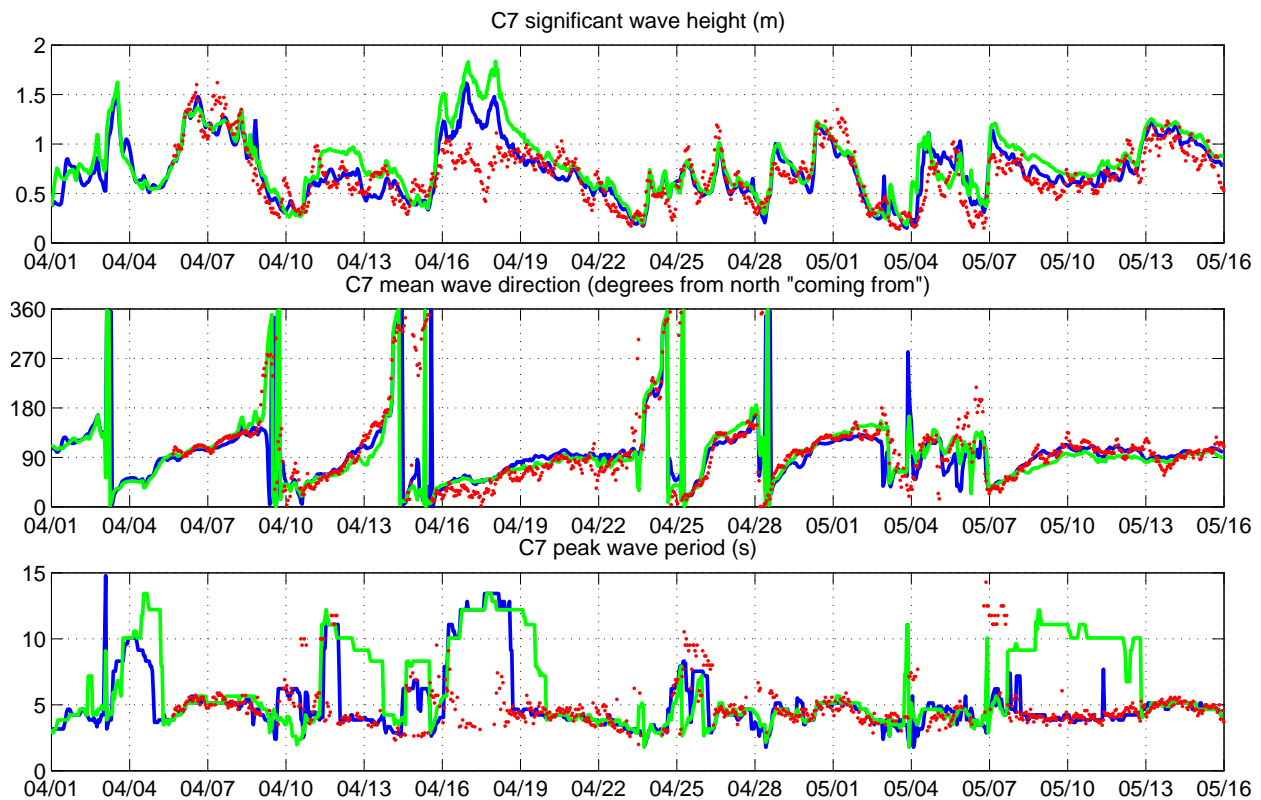 C7 significant wave height (m)
2
1.5
1
0.5
0
04/01 04/04 04/07 04/10 04/13 04/16 04/19 04/22 04/25 04/28 05/01 05/04 05/07 05/10 05/13 05/16
C7 mean wave direction (degrees from north "coming from")
360
270
180
90
0
04/01 04/04 04/07 04/10 04/13 04/16 04/19 04/22 04/25 04/28 05/01 05/04 05/07 05/10 05/13 05/16
C7 peak wave period (s)
15
10
5
0
04/01 04/04 04/07 04/10 04/13 04/16 04/19 04/22 04/25 04/28 05/01 05/04 05/07 05/10 05/13 05/16